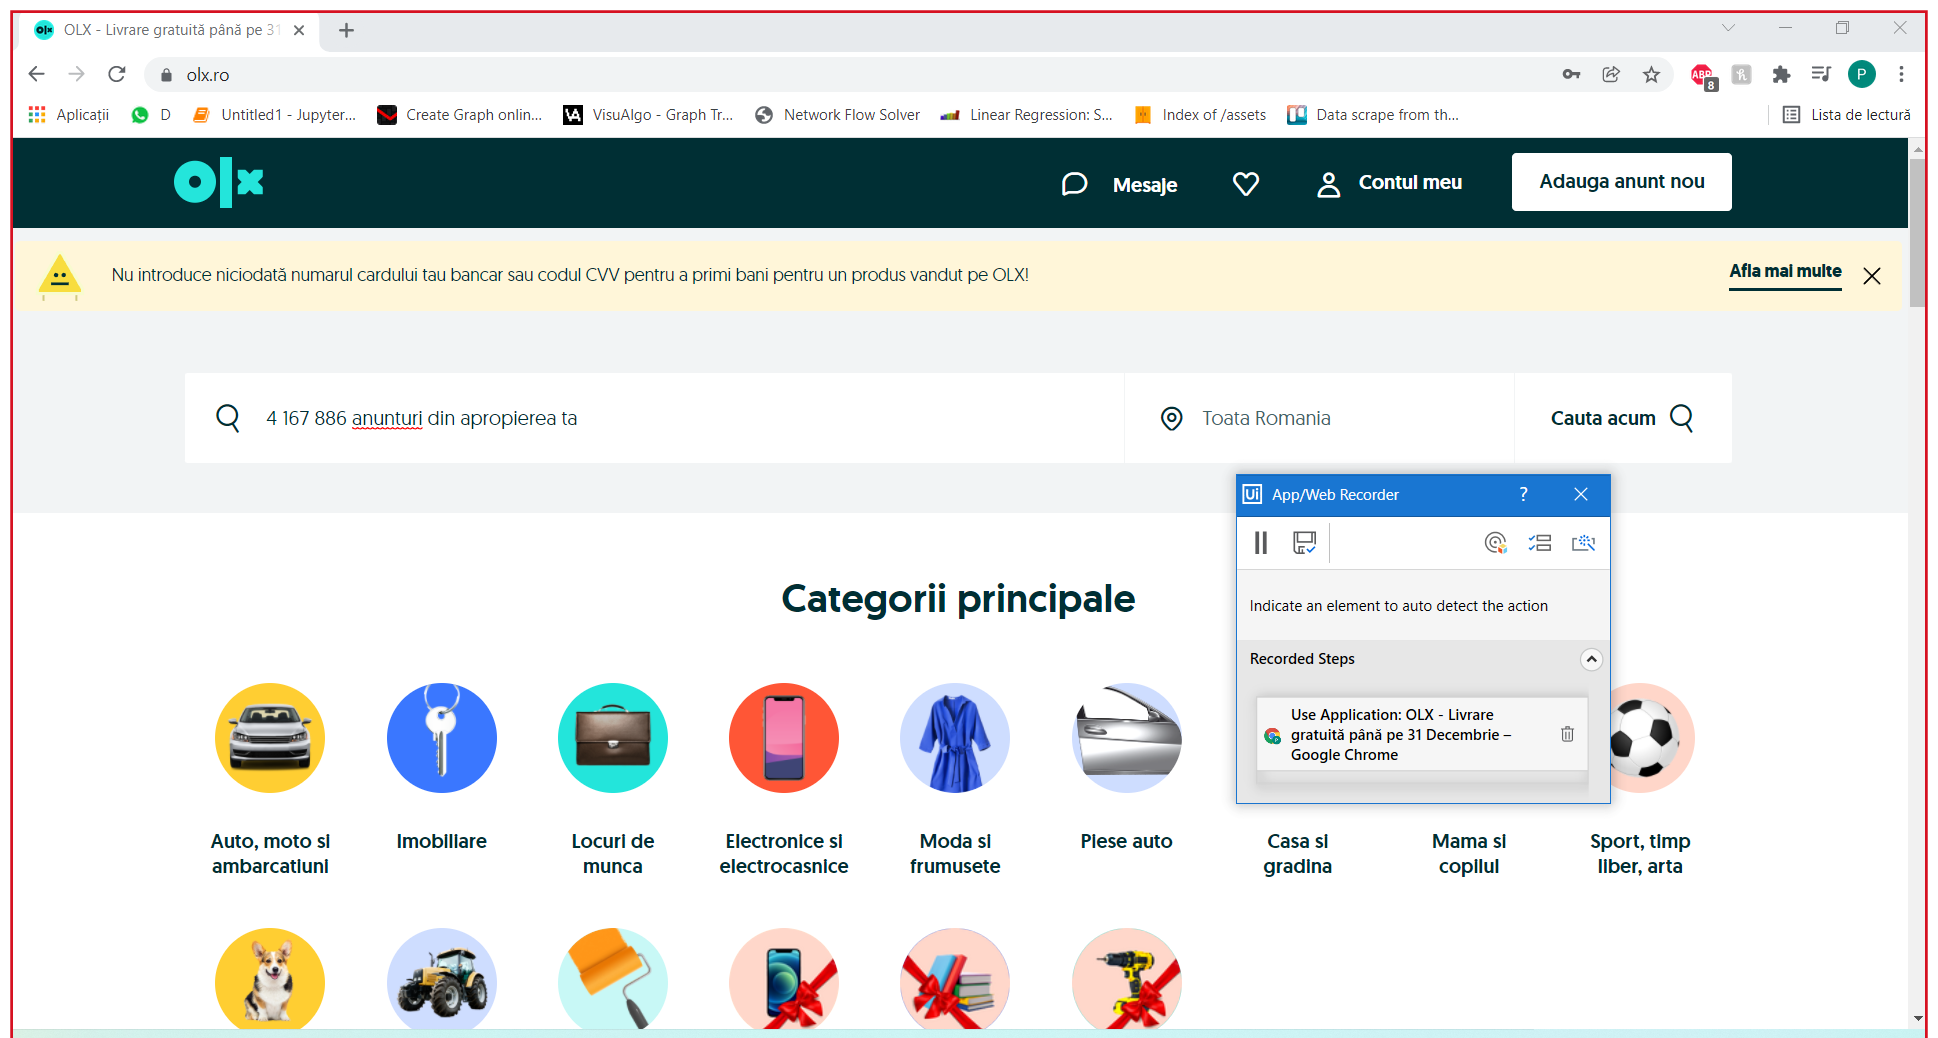 OLX - Livrare gratuită până pe 31
olx.ro
ABP
8
P
Aplicații
D
Untitled1 - Jupyter...
Create Graph onlin...
VA
VisuAlgo - Graph Tr...
Network Flow Solver
Linear Regression: S...
Index of /assets
Data scrape from th...
Lista de lectură
olx
Mesaje
Contul meu
Adauga anunt nou
Nu introduce niciodată numarul cardului tau bancar sau codul CVV pentru a primi bani pentru un produs vandut pe OLX!
Afla mai multe
4 167 886 anunturi din apropierea ta
Toata Romania
Cauta acum
Ui App/Web Recorder
?
Indicate an element to auto detect the action
Recorded Steps
Use Application: OLX - Livrare
gratuită până pe 31 Decembrie –
Google Chrome
Categorii principale
Auto, moto si
ambarcatiuni
Imobiliare
Locuri de
munca
Electronice si
electrocasnice
Moda si
frumusete
Piese auto
Casa si
gradina
Mama si
copilul
Sport, timp
liber, arta